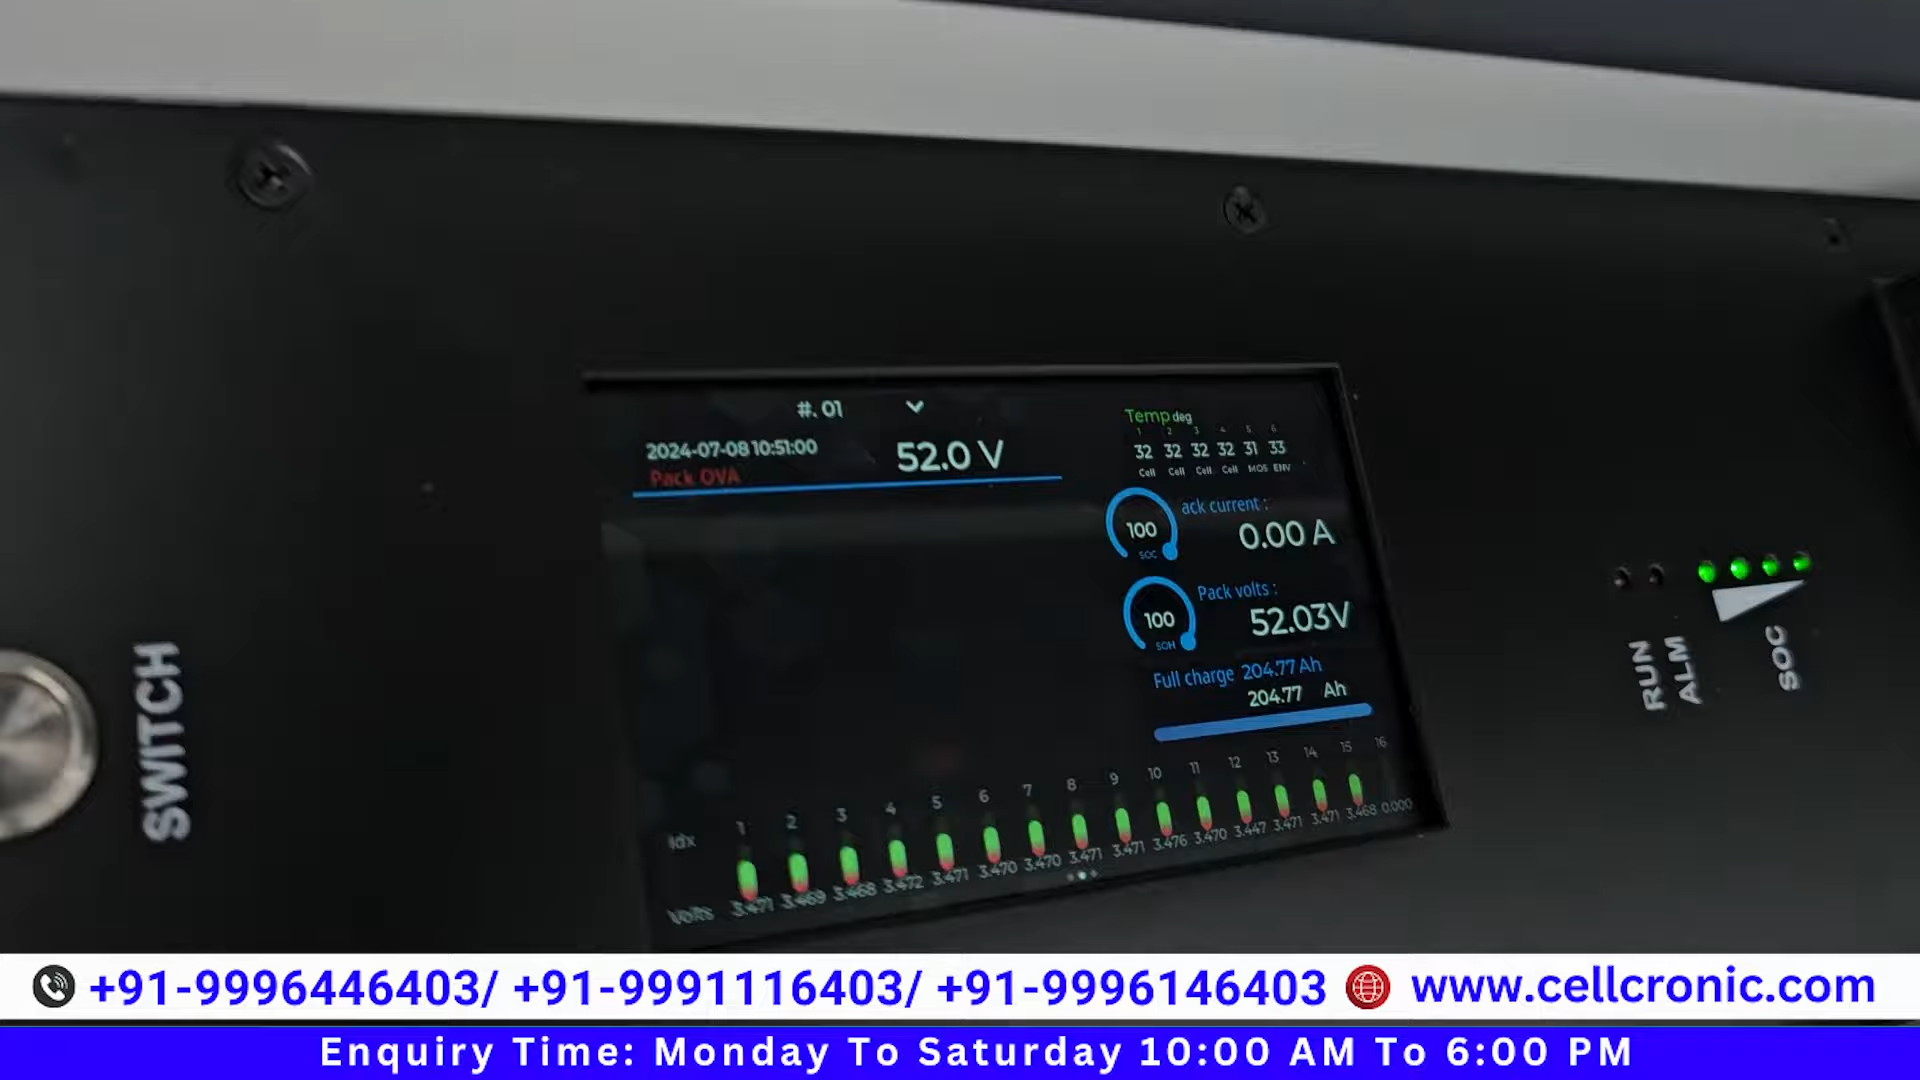 #. 01
2024-07-08 10:51:00
52.0 V
Pack OVA
Temp deg
1 2 3 4 5 6
32 32 32 32 31 33
Cell Cell Cell Cell MOS ENV
100
SOC
ack current :
0.00 A
100
SOH
Pack volts :
52.03V
Full charge 204.77 Ah
204.77 Ah
Idx 1 2 3 4 5 6 7 8 9 10 11 12 13 14 15 16
Volts 3.471 3.469 3.468 3.472 3.471 3.470 3.470 3.471 3.471 3.476 3.470 3.447 3.471 3.471 3.468 0.000
SWITCH
RUN
ALM
SOC
+91-9996446403/ +91-9991116403/ +91-9996146403 www.cellcronic.com
Enquiry Time: Monday To Saturday 10:00 AM To 6:00 PM